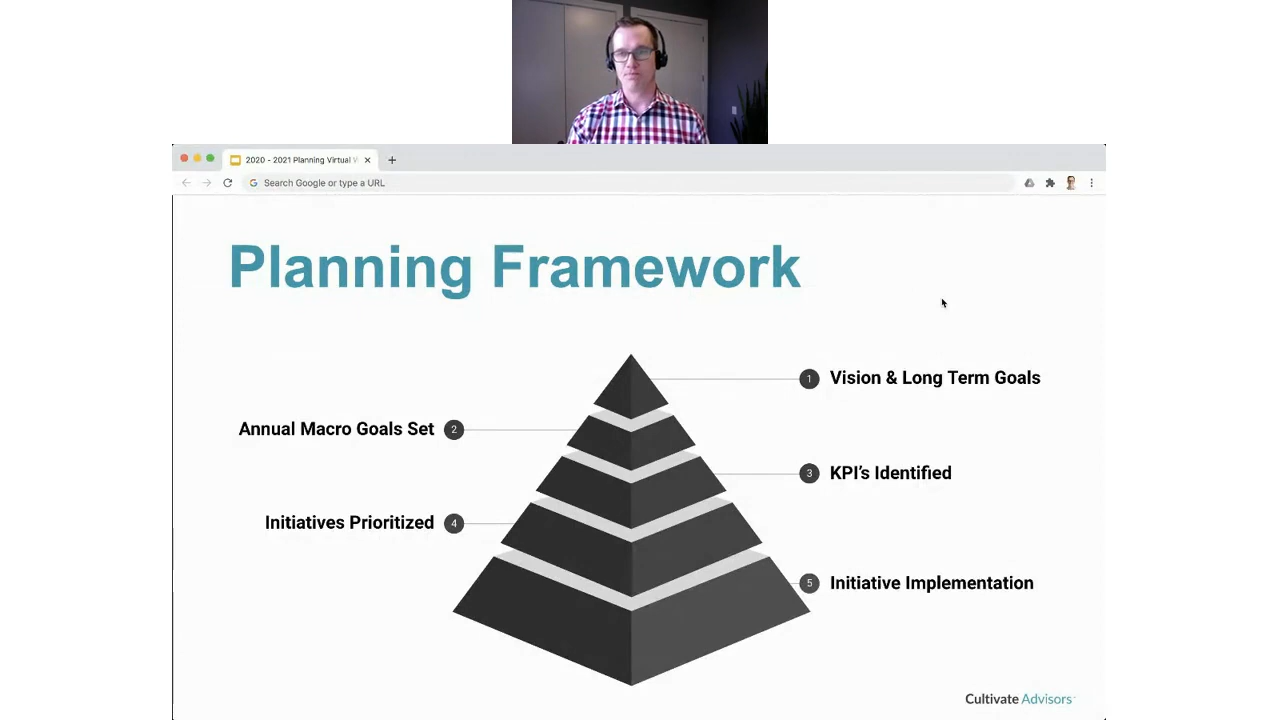 2020 - 2021 Planning Virtual
Search Google or type a URL
Planning Framework
1 Vision & Long Term Goals
Annual Macro Goals Set 2
3 KPI's Identified
Initiatives Prioritized 4
5 Initiative Implementation
Cultivate Advisors